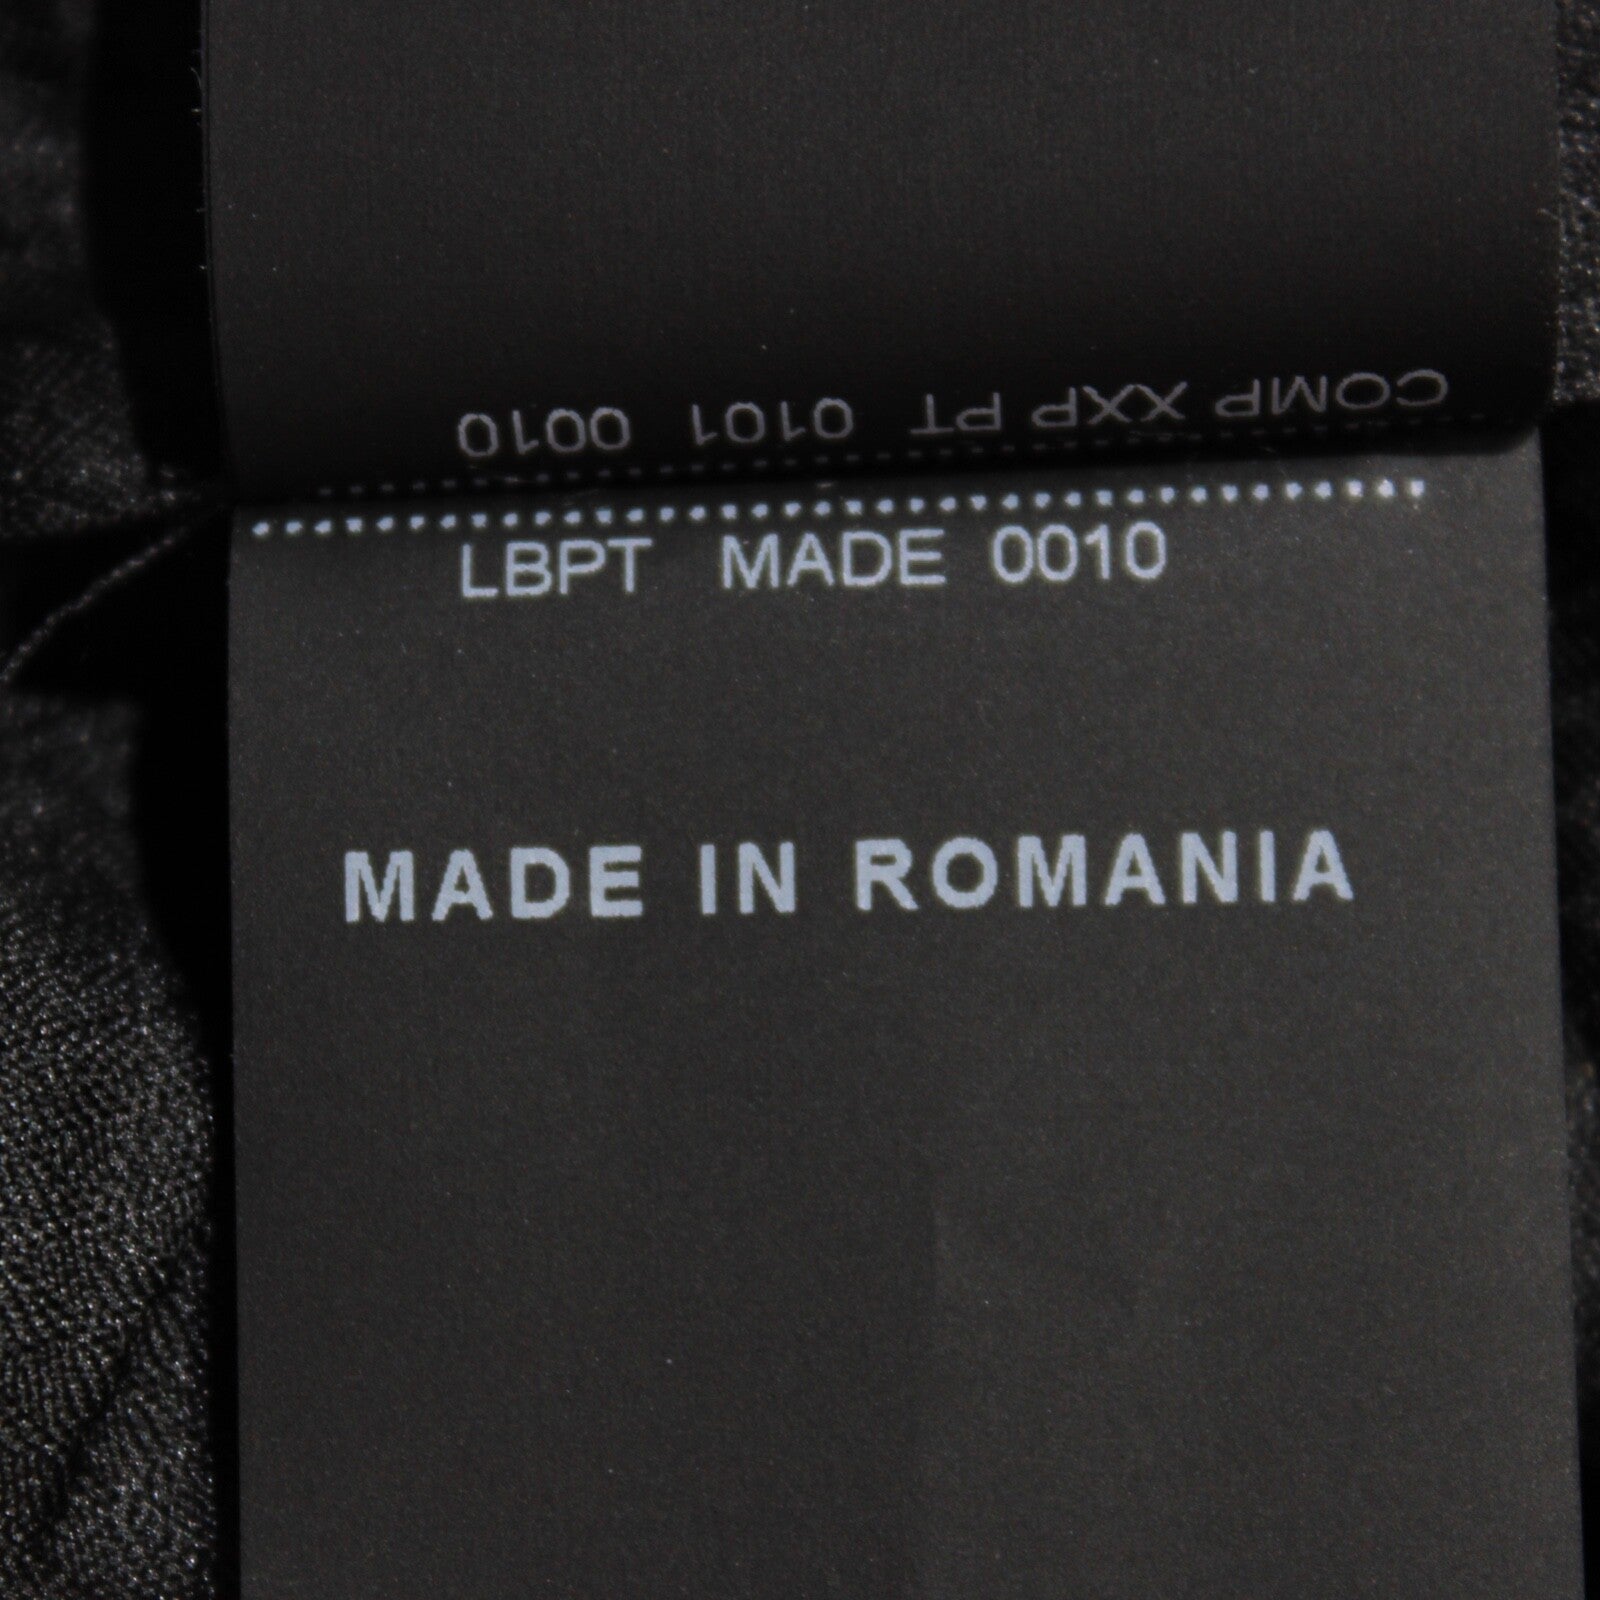 COMP XXP PT 0101 0010
LBPT MADE 0010
MADE IN ROMANIA